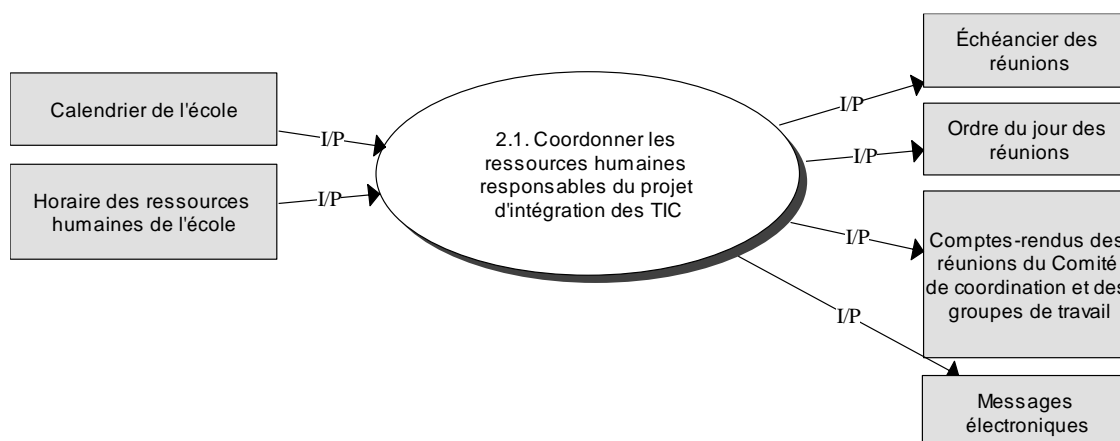 Calendrier de l'école
Horaire des ressources
humaines de l'école
I/P
I/P
2.1. Coordonner les
ressources humaines
responsables du projet
d'intégration des TIC
I/P
I/P
I/P
I/P
Échéancier des
réunions
Ordre du jour des
réunions
Comptes-rendus des
réunions du Comité
de coordination et des
groupes de travail
Messages
électroniques